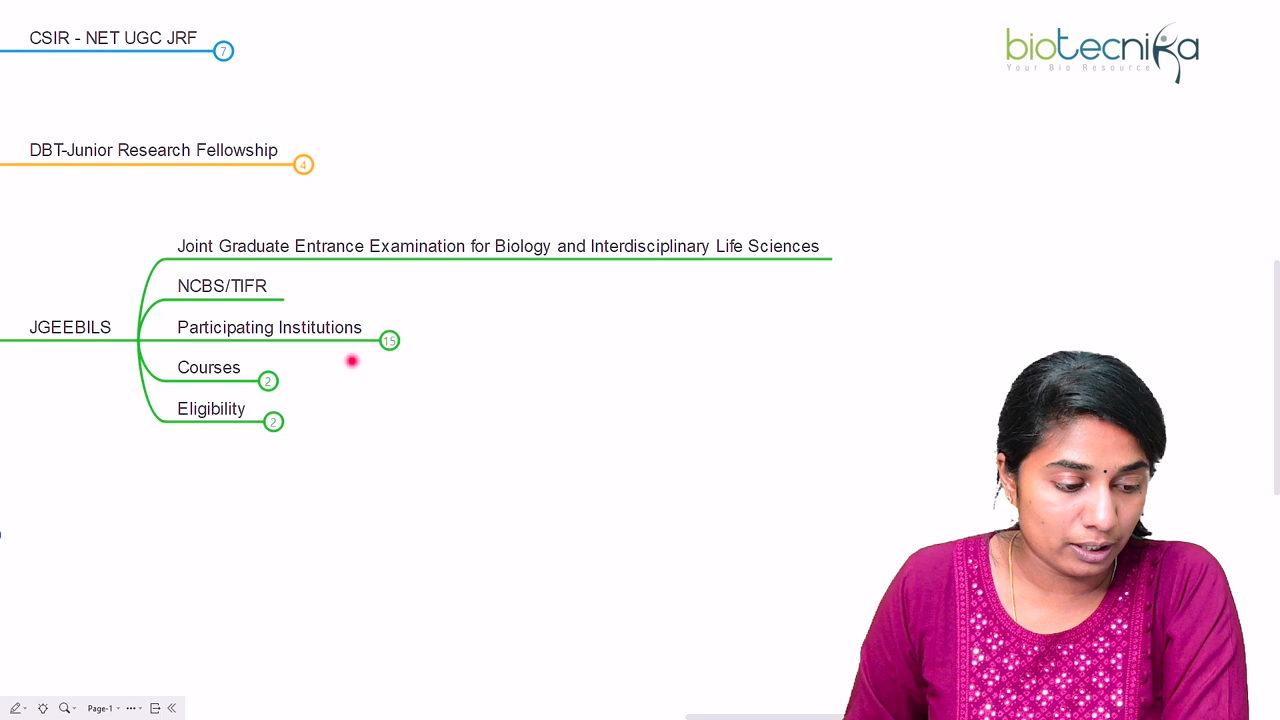 CSIR - NET UGC JRF
7
biotecnika
Your Bio Resource
DBT-Junior Research Fellowship
4
Joint Graduate Entrance Examination for Biology and Interdisciplinary Life Sciences
NCBS/TIFR
JGEEBILS
Participating Institutions
15
Courses
2
Eligibility
2
Page-1